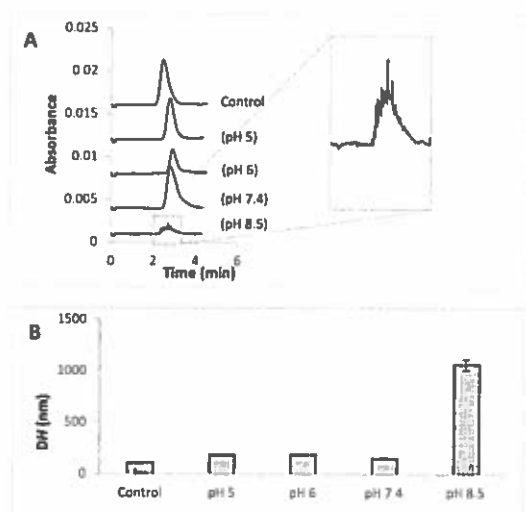 A
0.025
0.02
0.015
0.01
0.005
0
Absorbance
Control
(pH 5)
(pH 6)
(pH 7.4)
(pH 8.5)
0 2 4 6
Time (min)
B
1500
1000
500
0
DH (nm)
Control pH 5 pH 6 pH 7 4 pH 8.5